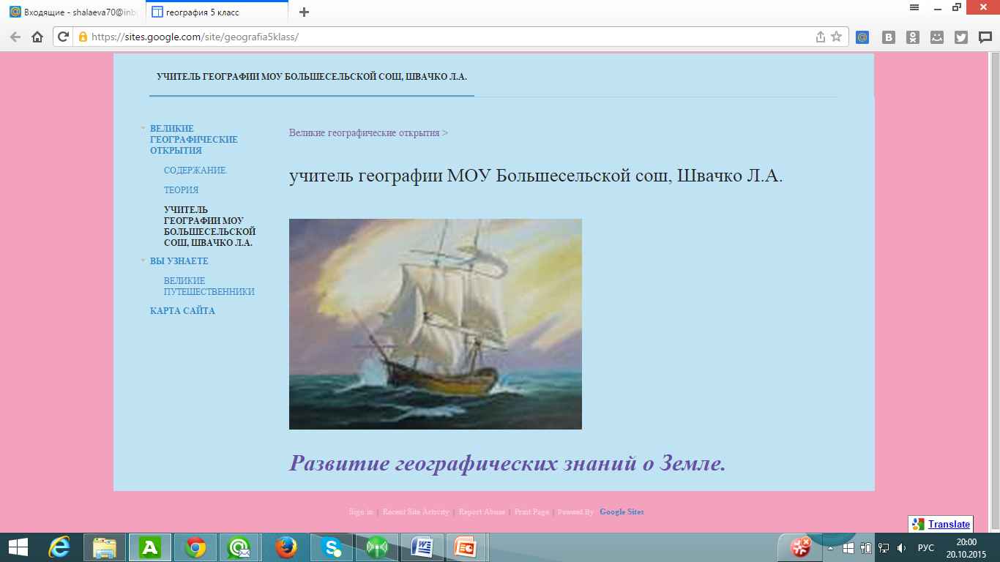 Входящие - shalaeva70@inbo
география 5 класс
https://sites.google.com/site/geografia5klass/
УЧИТЕЛЬ ГЕОГРАФИИ МОУ БОЛЬШЕСЕЛЬСКОЙ СОШ, ШВАЧКО Л.А.
ВЕЛИКИЕ
ГЕОГРАФИЧЕСКИЕ
ОТКРЫТИЯ
СОДЕРЖАНИЕ.
ТЕОРИЯ
УЧИТЕЛЬ
ГЕОГРАФИИ МОУ
БОЛЬШЕСЕЛЬСКОЙ
СОШ, ШВАЧКО Л.А.
ВЫ УЗНАЕТЕ
ВЕЛИКИЕ
ПУТЕШЕСТВЕННИКИ
КАРТА САЙТА
Великие географические открытия >
учитель географии МОУ Большесельской сош, Швачко Л.А.
Развитие географических знаний о Земле.
Sign in | Recent Site Activity | Report Abuse | Print Page | Powered By Google Sites
Translate
РУС
20:00
20.10.2015